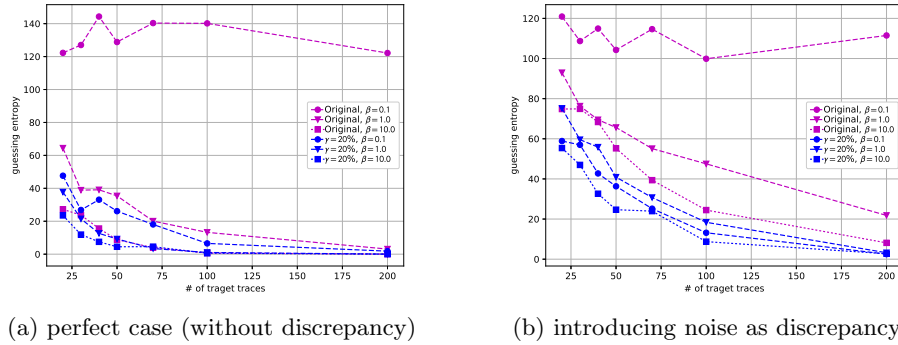 140
120
100
80
60
40
20
0
guessing entropy
Original, β = 0.1
Original, β = 1.0
Original, β = 10.0
γ = 20%, β = 0.1
γ = 20%, β = 1.0
γ = 20%, β = 10.0
25 50 75 100 125 150 175 200
# of traget traces
(a) perfect case (without discrepancy)
120
100
80
60
40
20
0
guessing entropy
Original, β = 0.1
Original, β = 1.0
Original, β = 10.0
γ = 20%, β = 0.1
γ = 20%, β = 1.0
γ = 20%, β = 10.0
25 50 75 100 125 150 175 200
# of traget traces
(b) introducing noise as discrepancy